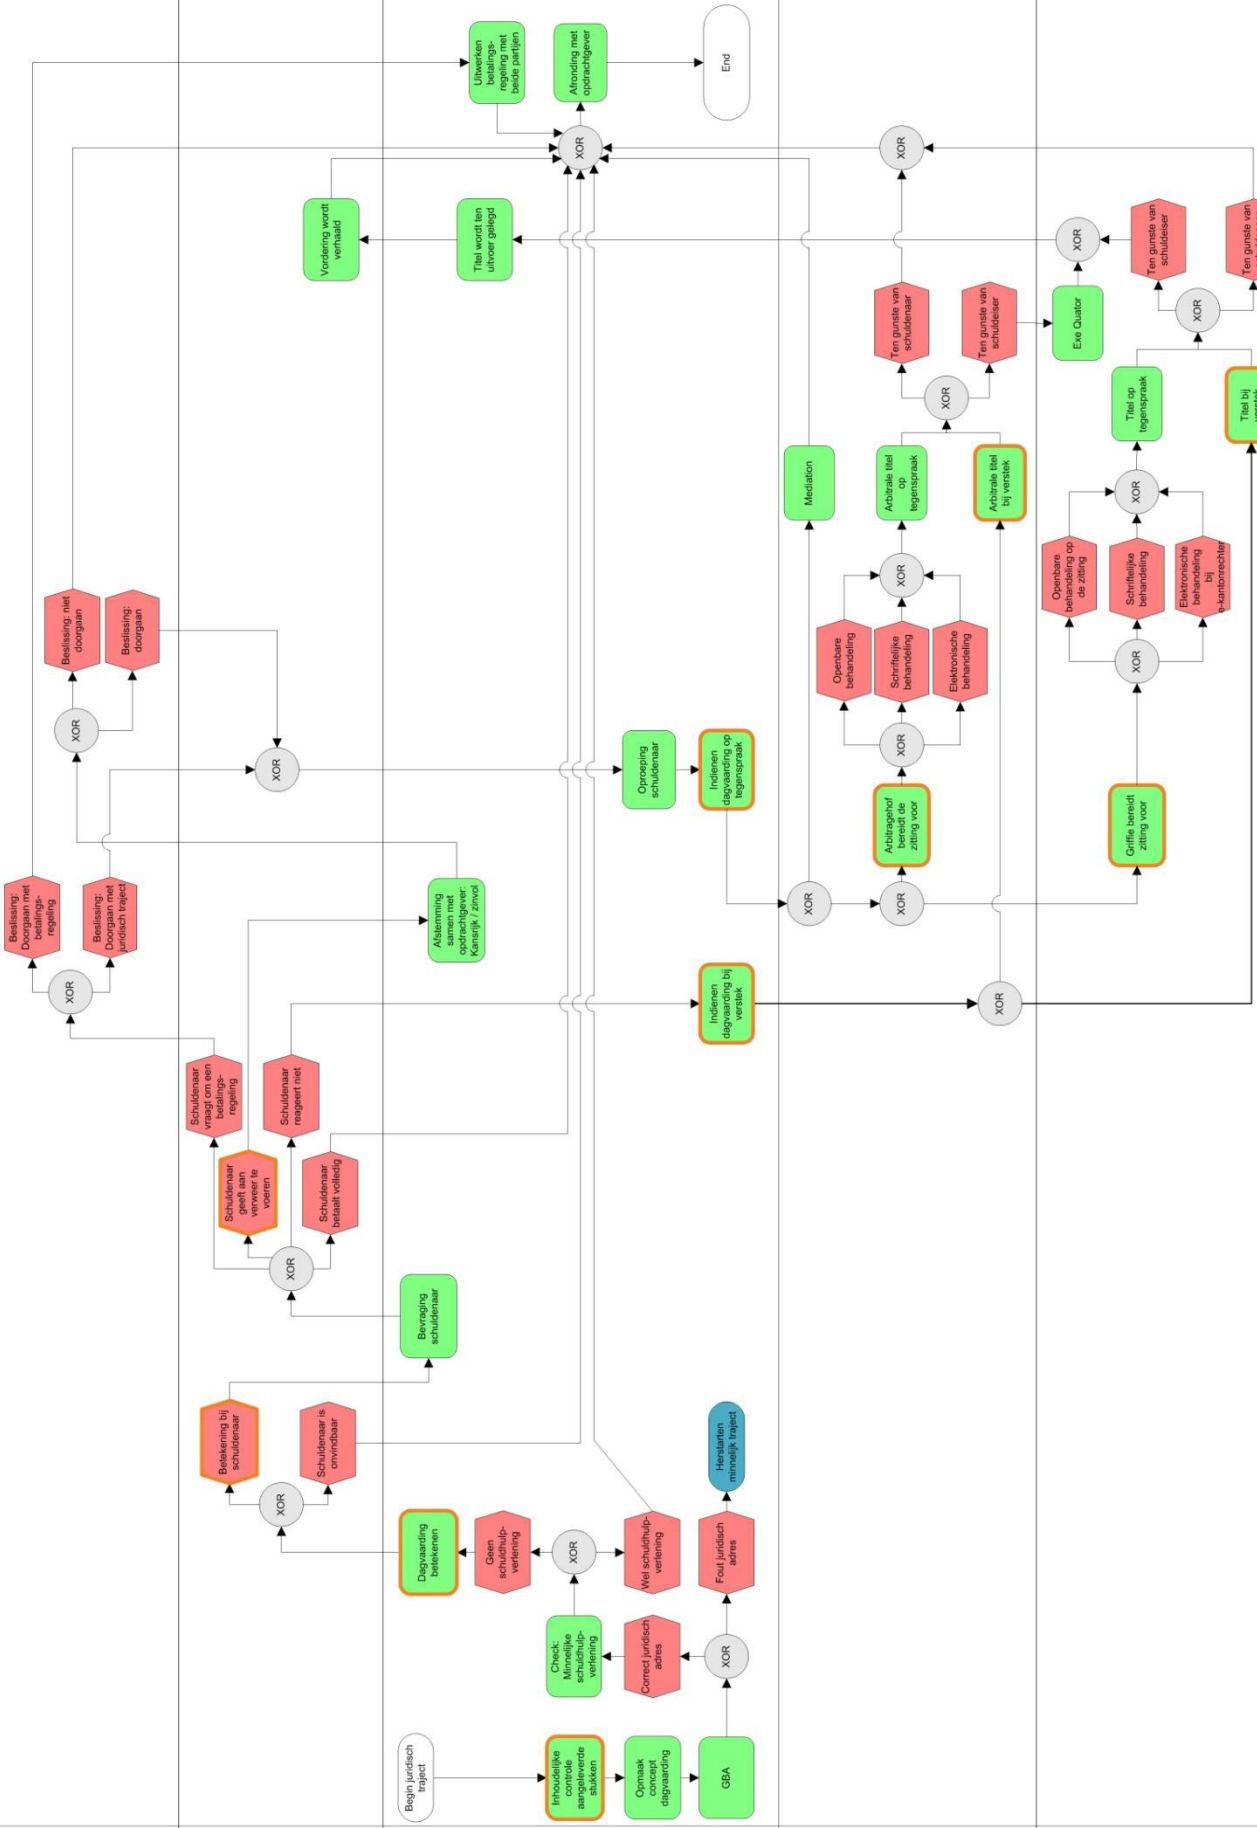 Begin juridisch
traject
Inhoudelijke
controle
aangeleverde
stukken
Opmaak
concept
dagvaarding
GBA
XOR
Correct juridisch
adres
Fout juridisch
adres
Herstarten
minnelijk traject
Check:
Minnelijke
schuldhulp-
verlening
XOR
Geen
schuldhulp-
verlening
Wel schuldhulp-
verlening
Dagvaarding
betekenen
XOR
Betekening bij
schuldenaar
Schuldenaar is
onvindbaar
Bevraging
schuldenaar
XOR
Schuldenaar
vraagt om een
betalings-
regeling
Schuldenaar
geeft aan
verweer te
voeren
Schuldenaar
reageert niet
Schuldenaar
betaalt volledig
XOR
Beslissing:
Doorgaan met
betalings-
regeling
Beslissing:
Doorgaan met
juridisch traject
Afstemming
samen met
opdrachtgever:
Kansrijk / zinvol
XOR
Beslissing: niet
doorgaan
Beslissing:
doorgaan
XOR
Oproeping
schuldenaar
Indienen
dagvaarding op
tegenspraak
Indienen
dagvaarding bij
verstek
XOR
XOR
XOR
Mediation
Arbitragehof
bereidt de
zitting voor
XOR
Openbare
behandeling
Schriftelijke
behandeling
Elektronische
behandeling
XOR
Arbitrale titel
op
tegenspraak
Arbitrale titel
bij verstek
XOR
Ten gunste van
schuldenaar
Ten gunste van
schuldeiser
Griffie bereidt
zitting voor
XOR
Openbare
behandeling op
de zitting
Schriftelijke
behandeling
Elektronische
behandeling
bij
e-kantonrechter
XOR
Titel op
tegenspraak
Titel bij
XOR
Ten gunste van
schuldeiser
Ten gunste van
Exe Quator
XOR
XOR
Titel wordt ten
uitvoer gelegd
Vordering wordt
verhaald
XOR
Uitwerken
betalings-
regeling met
beide partijen
Afronding met
opdrachtgever
End